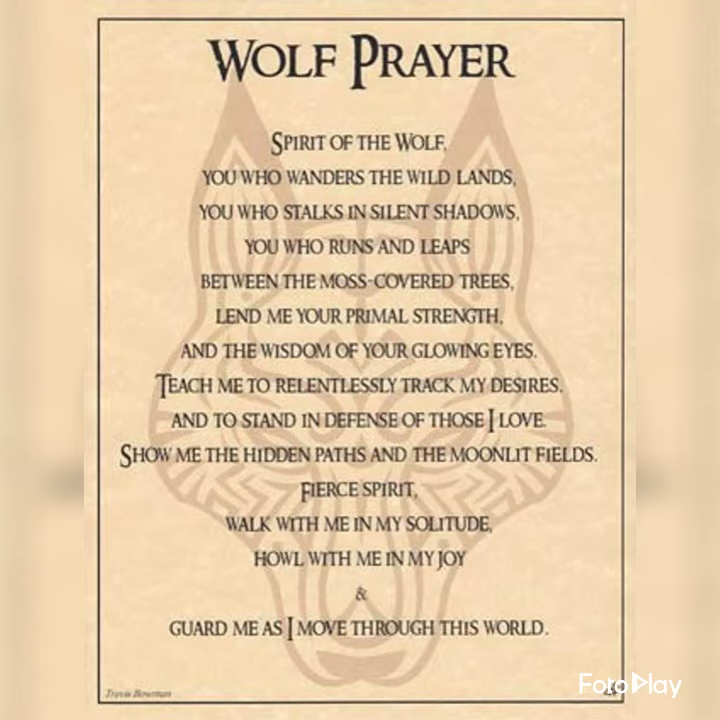 WOLF PRAYER
SPIRIT OF THE WOLF,
YOU WHO WANDERS THE WILD LANDS,
YOU WHO STALKS IN SILENT SHADOWS,
YOU WHO RUNS AND LEAPS
BETWEEN THE MOSS-COVERED TREES,
LEND ME YOUR PRIMAL STRENGTH,
AND THE WISDOM OF YOUR GLOWING EYES.
TEACH ME TO RELENTLESSLY TRACK MY DESIRES.
AND TO STAND IN DEFENSE OF THOSE I LOVE.
SHOW ME THE HIDDEN PATHS AND THE MOONLIT FIELDS.
FIERCE SPIRIT,
WALK WITH ME IN MY SOLITUDE,
HOWL WITH ME IN MY JOY
&
GUARD ME AS I MOVE THROUGH THIS WORLD.
Travis Bowman
FotoPlay